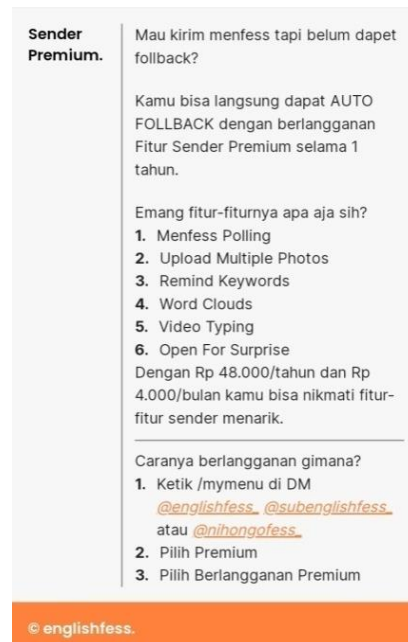 Sender
Premium.
Mau kirim menfess tapi belum dapet
follback?
Kamu bisa langsung dapat AUTO
FOLLBACK dengan berlangganan
Fitur Sender Premium selama 1
tahun.
Emang fitur-fiturnya apa aja sih?
1. Menfess Polling
2. Upload Multiple Photos
3. Remind Keywords
4. Word Clouds
5. Video Typing
6. Open For Surprise
Dengan Rp 48.000/tahun dan Rp
4.000/bulan kamu bisa nikmati fitur-
fitur sender menarik.
Caranya berlangganan gimana?
1. Ketik /mymenu di DM
@englishfess_ @subenglishfess_
atau @nihongofess_
2. Pilih Premium
3. Pilih Berlangganan Premium
© englishfess.